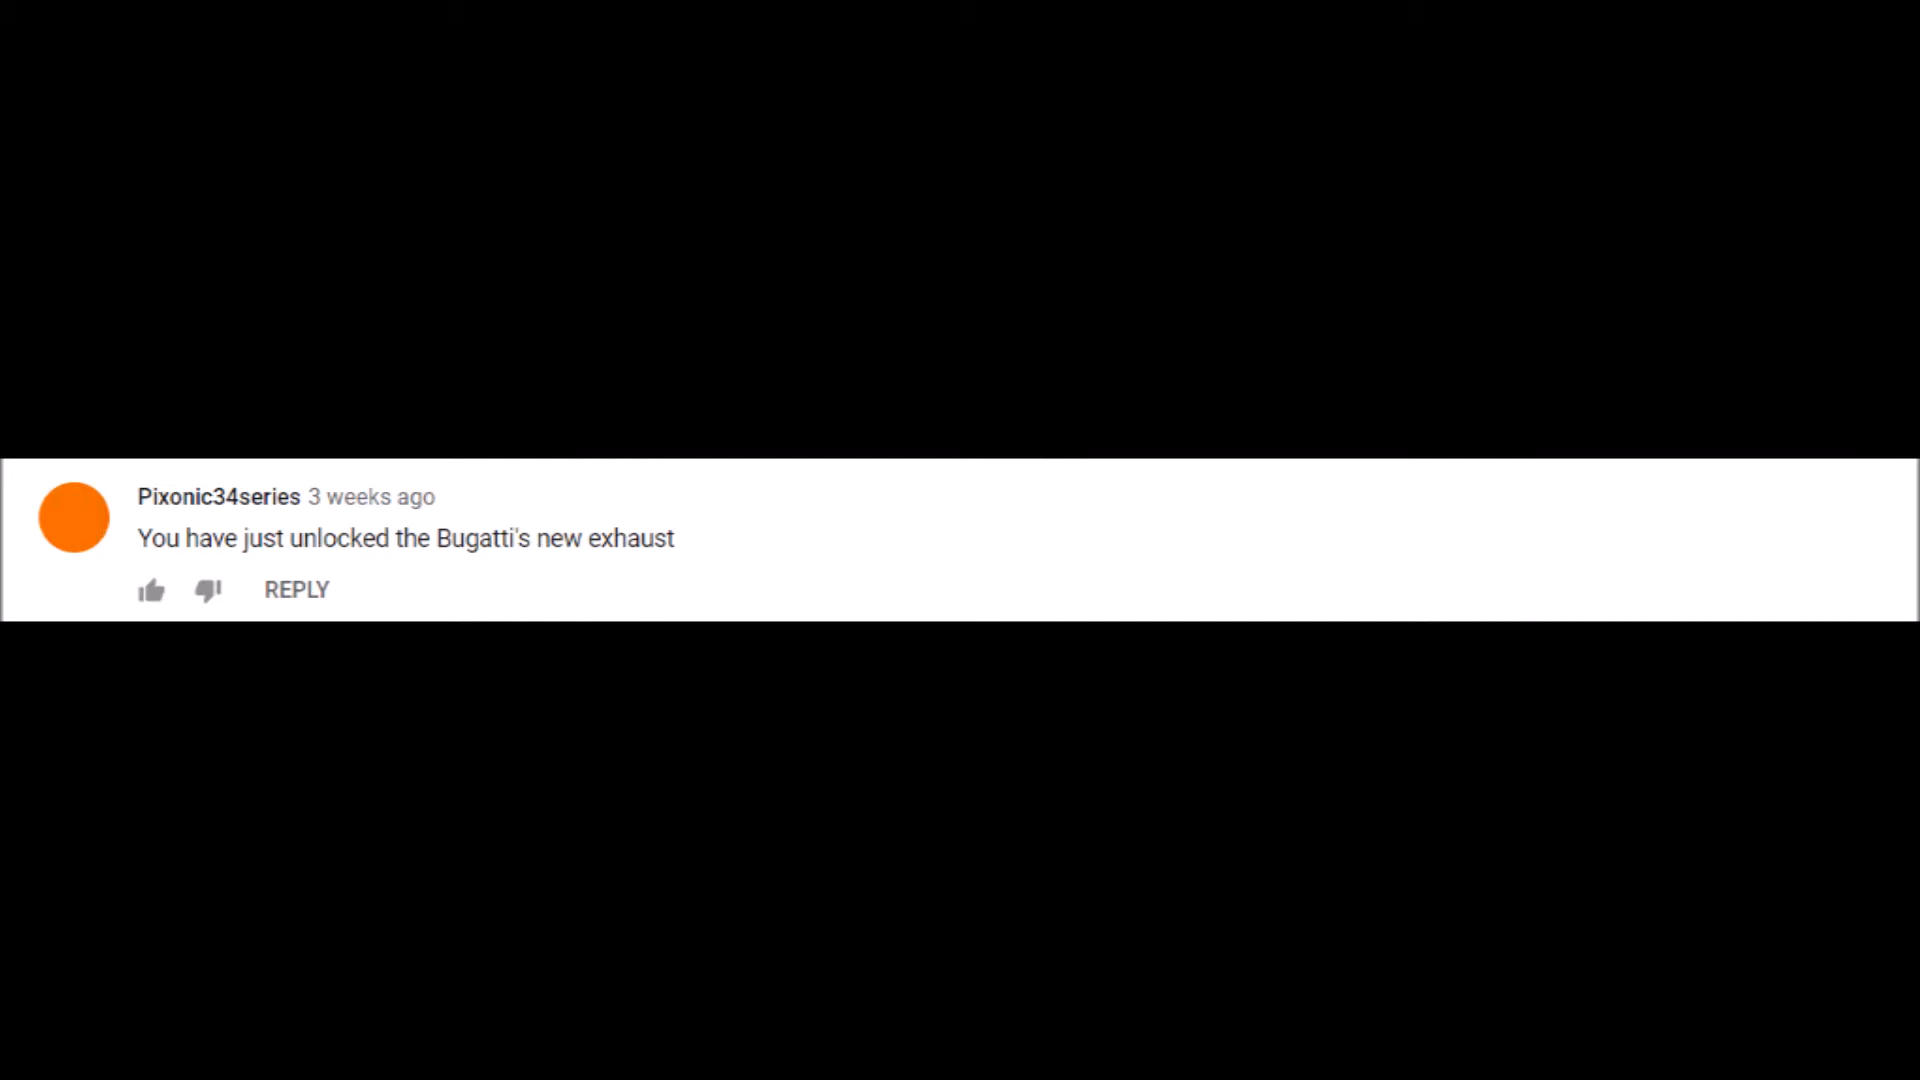 Pixonic34series 3 weeks ago
You have just unlocked the Bugatti's new exhaust
REPLY